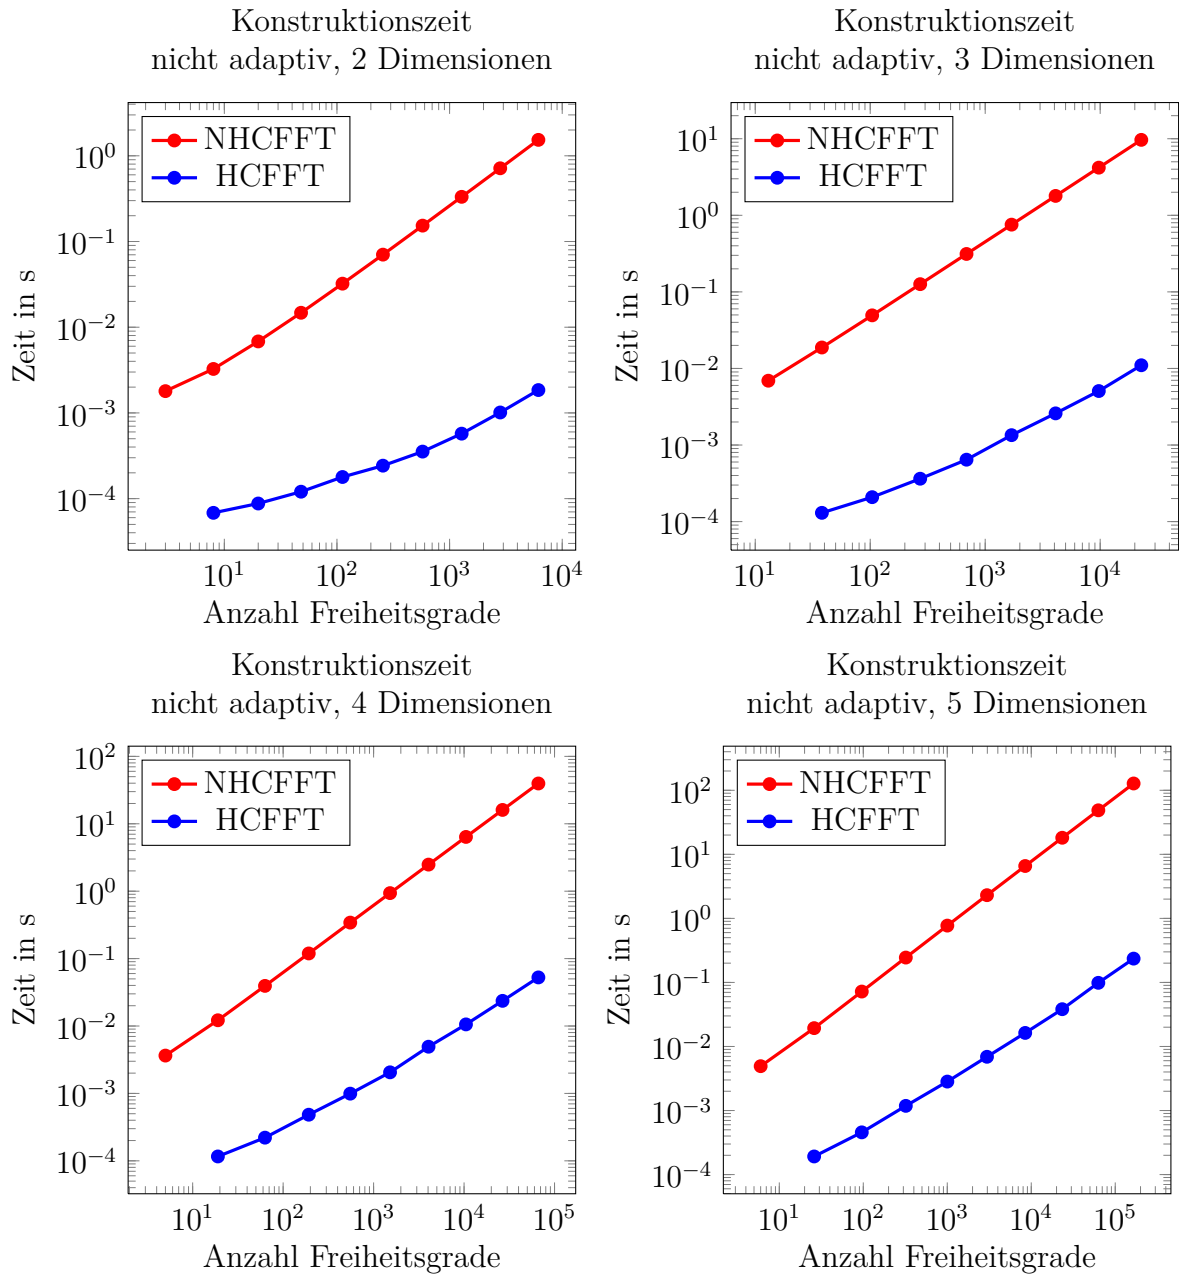 Konstruktionszeit
nicht adaptiv, 2 Dimensionen
NHCFFT
HCFFT
10^0
10^−1
10^−2
10^−3
10^−4
Zeit in s
10^1 10^2 10^3 10^4
Anzahl Freiheitsgrade
Konstruktionszeit
nicht adaptiv, 3 Dimensionen
NHCFFT
HCFFT
10^1
10^0
10^−1
10^−2
10^−3
10^−4
Zeit in s
10^1 10^2 10^3 10^4
Anzahl Freiheitsgrade
Konstruktionszeit
nicht adaptiv, 4 Dimensionen
NHCFFT
HCFFT
10^2
10^1
10^0
10^−1
10^−2
10^−3
10^−4
Zeit in s
10^1 10^2 10^3 10^4 10^5
Anzahl Freiheitsgrade
Konstruktionszeit
nicht adaptiv, 5 Dimensionen
NHCFFT
HCFFT
10^2
10^1
10^0
10^−1
10^−2
10^−3
10^−4
Zeit in s
10^1 10^2 10^3 10^4 10^5
Anzahl Freiheitsgrade